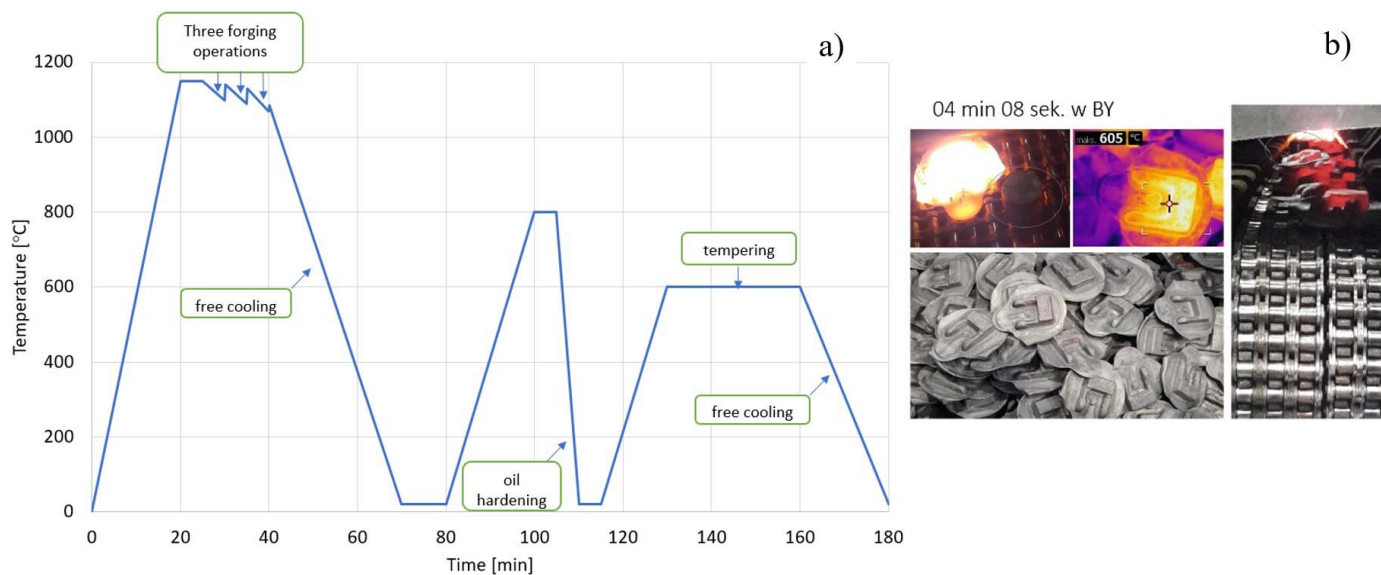 Three forging
operations
a)
b)
1200
1000
800
600
400
200
0
Temperature [°C]
free cooling
oil
hardening
tempering
free cooling
0
20
40
60
80
100
120
140
160
180
Time [min]
04 min 08 sek. w BY
maks. 605 °C